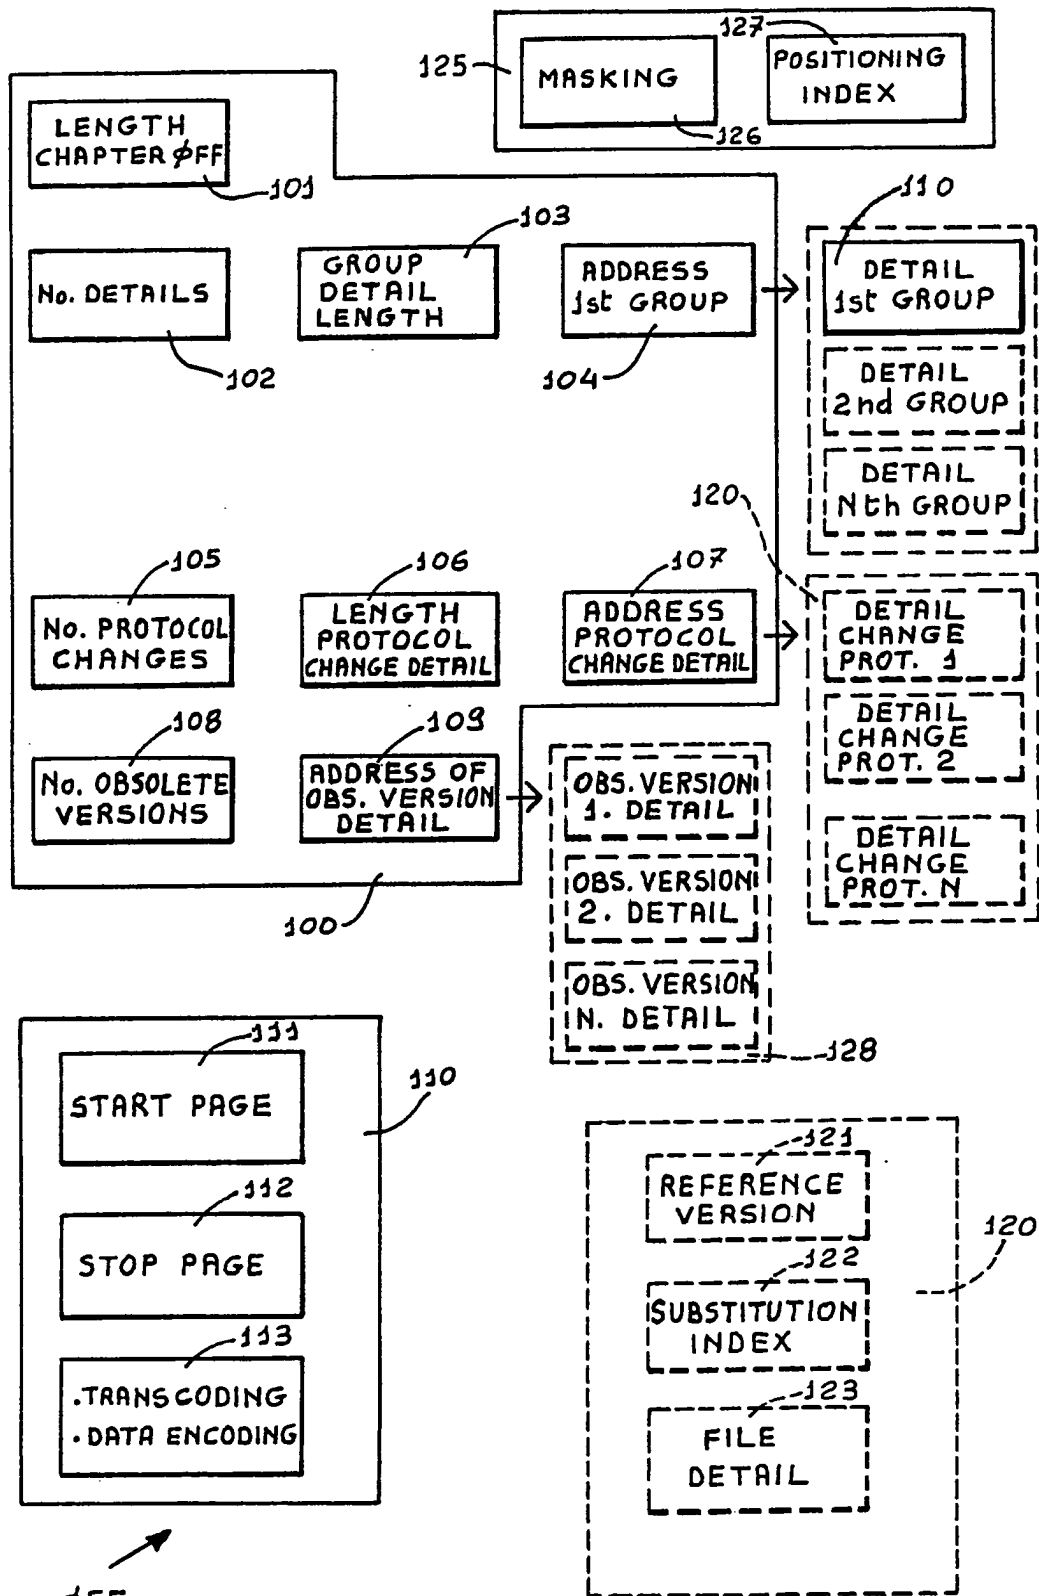 127
125
MASKING
POSITIONING
INDEX
126
LENGTH
CHAPTER ØFF
101
103
110
No. DETAILS
GROUP
DETAIL
LENGTH
ADDRESS
1st GROUP
DETAIL
1st GROUP
102
104
DETAIL
2nd GROUP
DETAIL
Nth GROUP
120
105
106
107
No. PROTOCOL
CHANGES
LENGTH
PROTOCOL
CHANGE DETAIL
ADDRESS
PROTOCOL
CHANGE DETAIL
DETAIL
CHANGE
PROT. 1
108
109
DETAIL
CHANGE
PROT. 2
No. OBSOLETE
VERSIONS
ADDRESS OF
OBS. VERSION
DETAIL
OBS. VERSION
1. DETAIL
DETAIL
CHANGE
PROT. N
OBS. VERSION
2. DETAIL
100
OBS. VERSION
N. DETAIL
128
111
START PAGE
110
112
STOP PAGE
113
.TRANSCODING
.DATA ENCODING
121
REFERENCE
VERSION
120
122
SUBSTITUTION
INDEX
123
FILE
DETAIL